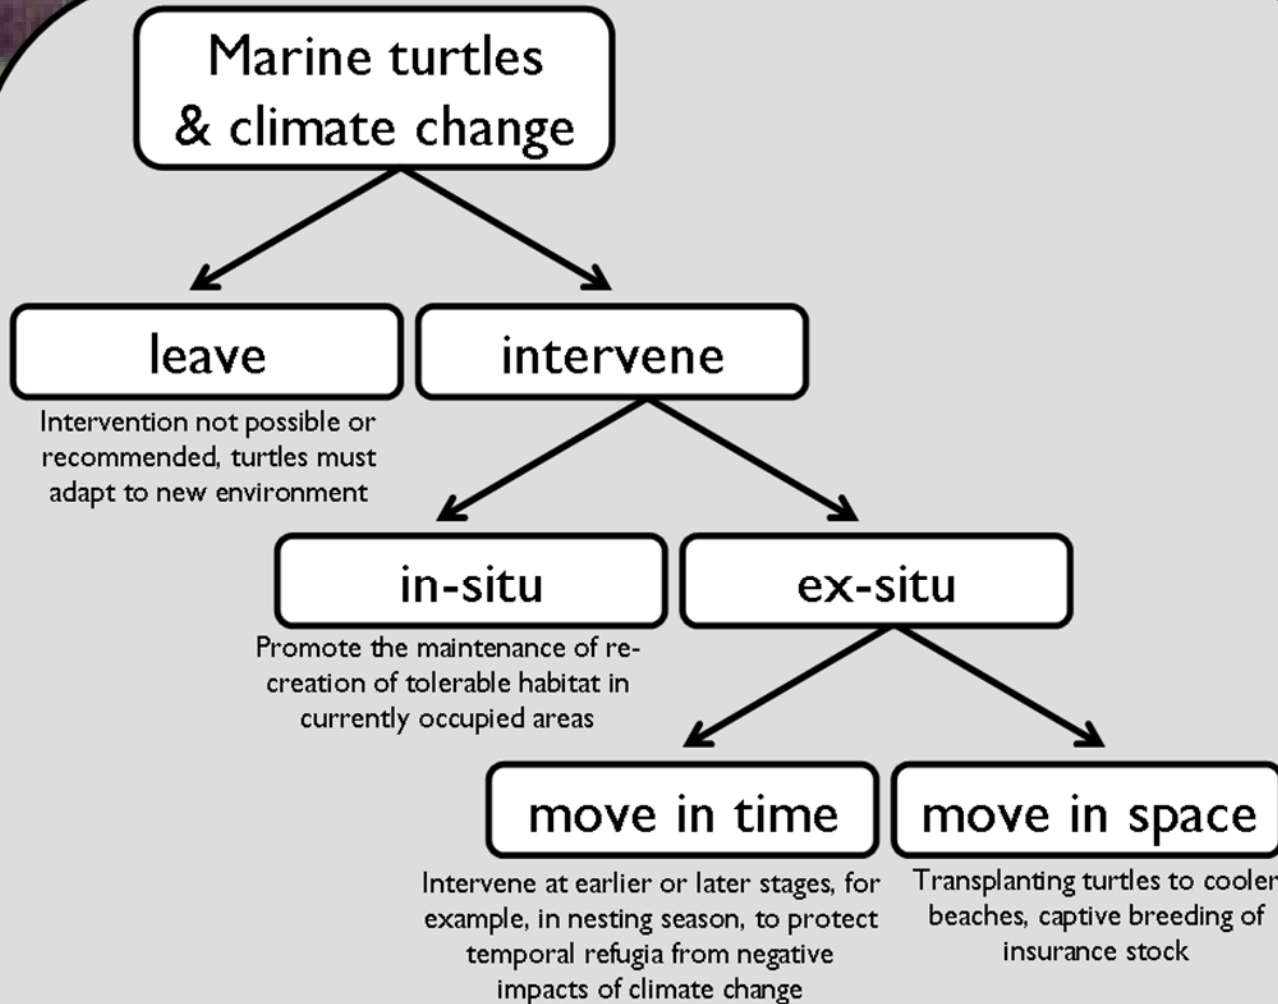 Marine turtles
& climate change
leave
intervene
Intervention not possible or
recommended, turtles must
adapt to new environment
in-situ
ex-situ
Promote the maintenance of re-
creation of tolerable habitat in
currently occupied areas
move in time
move in space
Intervene at earlier or later stages, for
example, in nesting season, to protect
temporal refugia from negative
impacts of climate change
Transplanting turtles to cooler
beaches, captive breeding of
insurance stock